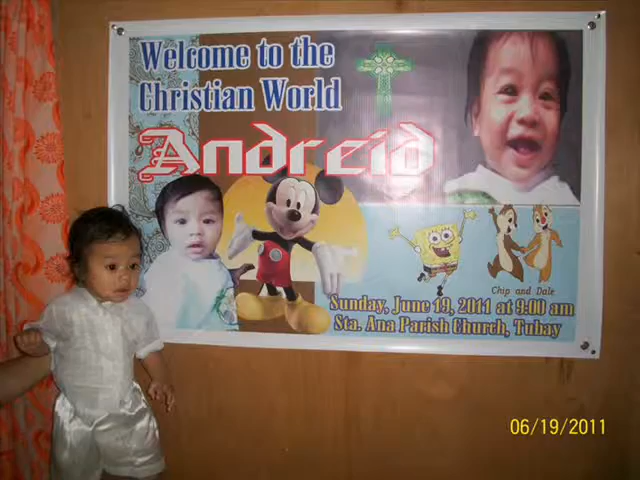 Welcome to the
Christian World
Andreid
Chip and Dale
Sunday, June 19, 2011 at 9:00 am
Sta. Ana Parish Church, Tubay
06/19/2011